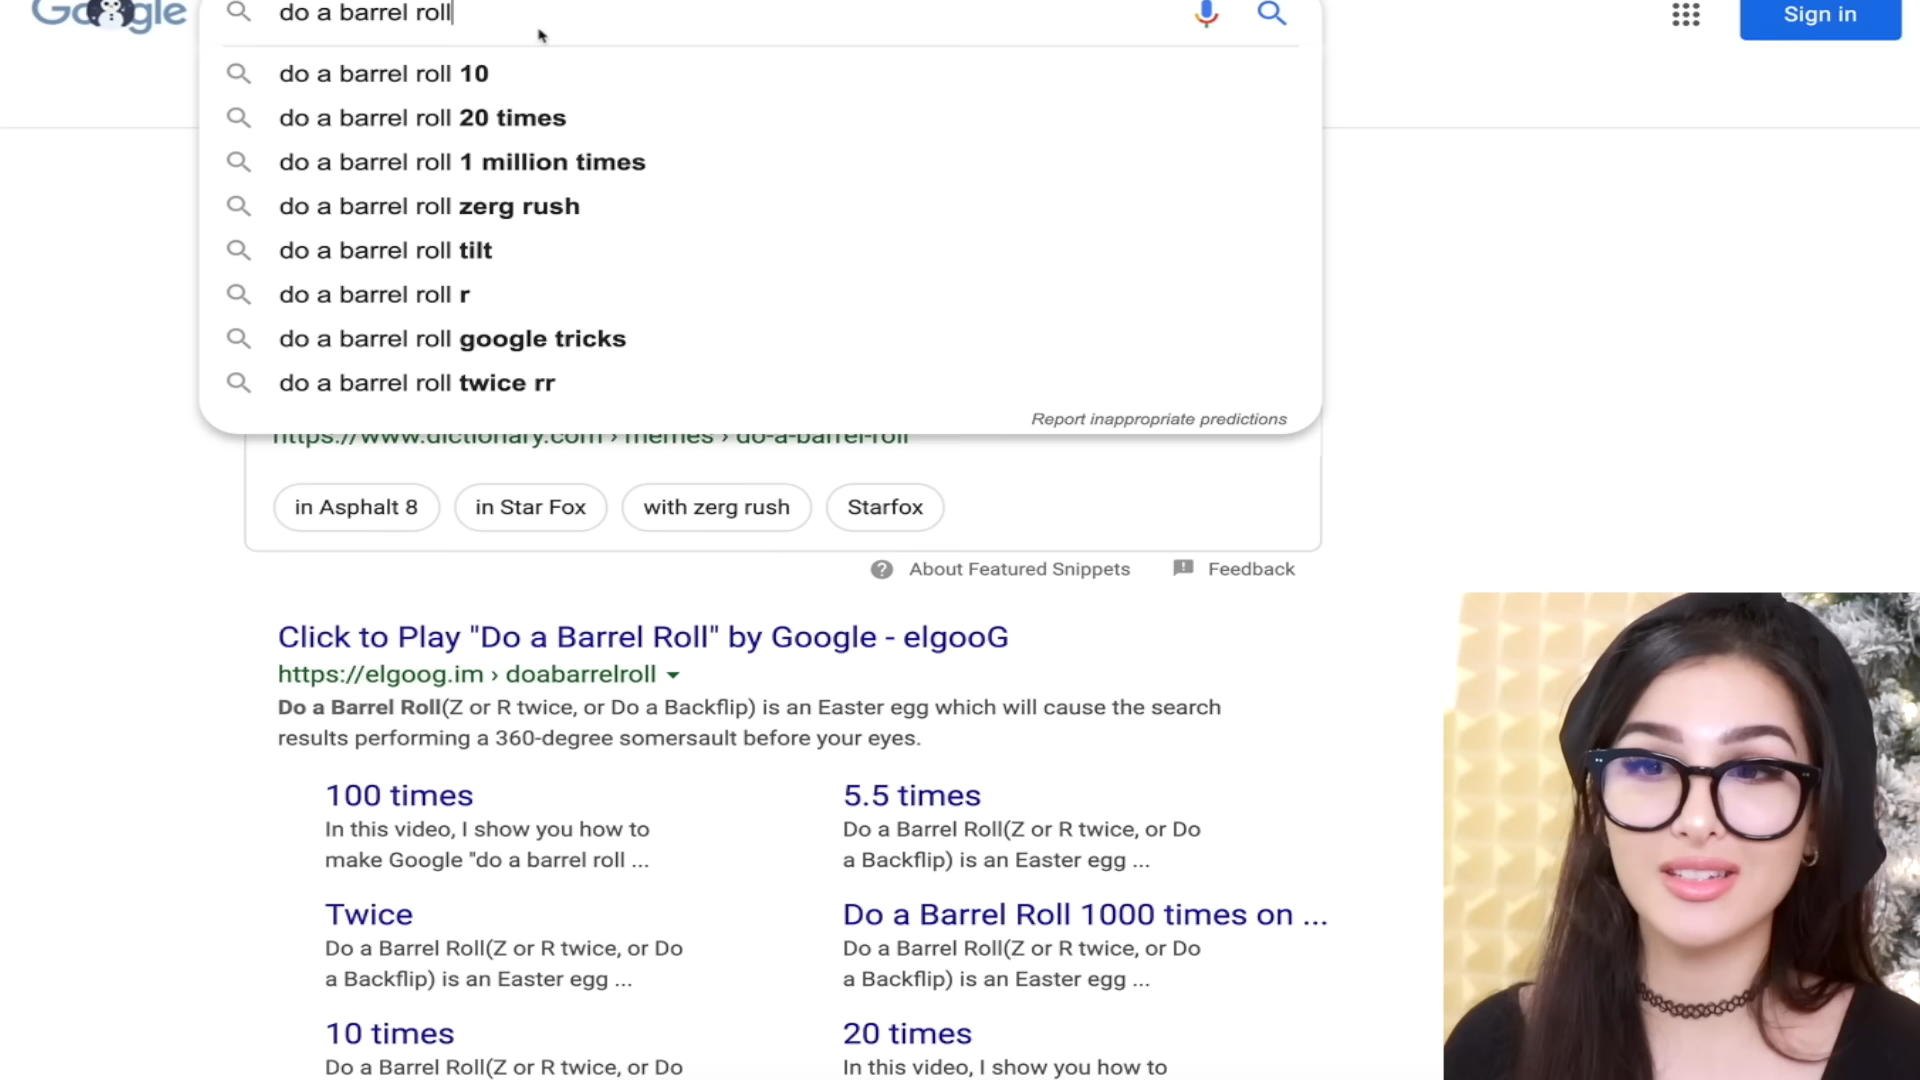 Google
do a barrel roll
Sign in
do a barrel roll 10
do a barrel roll 20 times
do a barrel roll 1 million times
do a barrel roll zerg rush
do a barrel roll tilt
do a barrel roll r
do a barrel roll google tricks
do a barrel roll twice rr
Report inappropriate predictions
https://www.dictionary.com › memes › do-a-barrel-roll
in Asphalt 8
in Star Fox
with zerg rush
Starfox
About Featured Snippets
Feedback
Click to Play "Do a Barrel Roll" by Google - elgooG
https://elgoog.im › doabarrelroll
Do a Barrel Roll(Z or R twice, or Do a Backflip) is an Easter egg which will cause the search
results performing a 360-degree somersault before your eyes.
100 times
In this video, I show you how to
make Google "do a barrel roll ...
5.5 times
Do a Barrel Roll(Z or R twice, or Do
a Backflip) is an Easter egg ...
Twice
Do a Barrel Roll(Z or R twice, or Do
a Backflip) is an Easter egg ...
Do a Barrel Roll 1000 times on ...
Do a Barrel Roll(Z or R twice, or Do
a Backflip) is an Easter egg ...
10 times
Do a Barrel Roll(Z or R twice, or Do
20 times
In this video, I show you how to